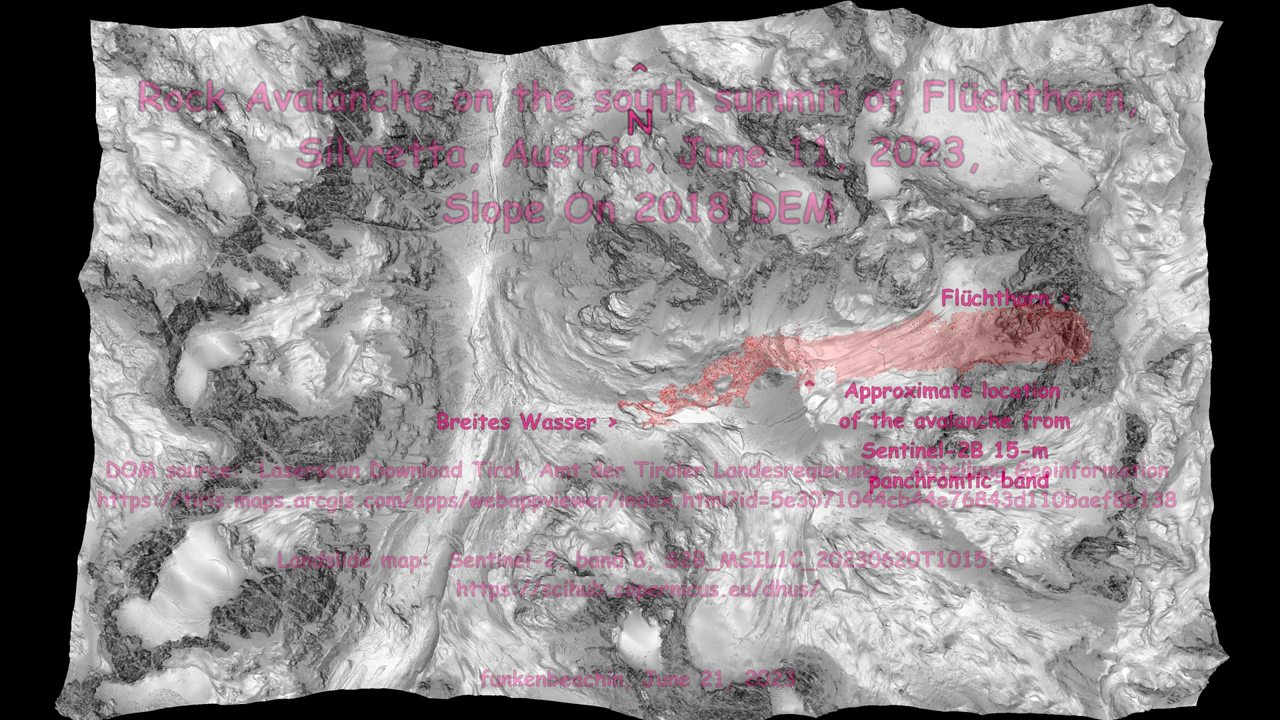 ^
N
Rock Avalanche on the south summit of Flüchthorn,
Silvretta, Austria, June 11, 2023,
Slope On 2018 DEM
Flüchthorn >
^
Approximate location
of the avalanche from
Sentinel-2B 15-m
panchromtic band
Breites Wasser >
DOM source: Laserscan Download Tirol, Amt der Tiroler Landesregierung - Abteilung Geoinformation
https://tiris.maps.arcgis.com/apps/webappviewer/index.html?id=5e3071044cb44e76843d110baef8b138
Landslide map: Sentinel-2, band 8, S2B_MSIL1C_20230620T1015:
https://scihub.copernicus.eu/dhus/
funkenbeachin, June 21, 2023